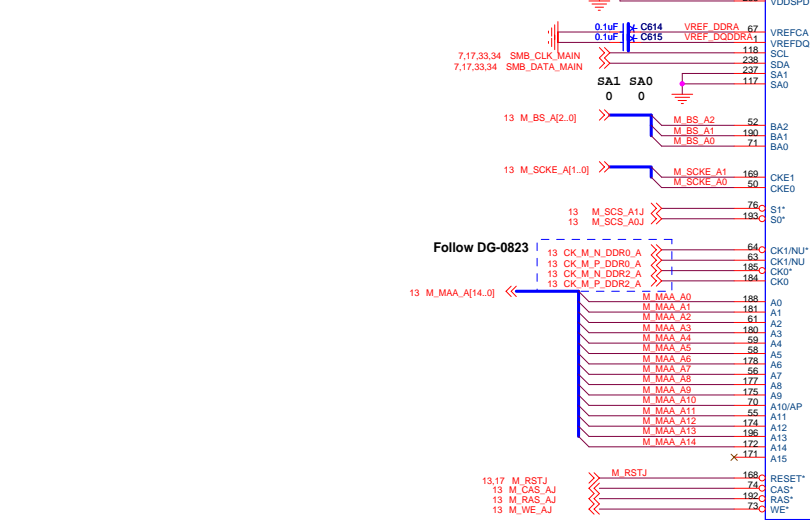 VDDSPD
0.1uF C614 VREF_DDRA 67 VREFCA
0.1uF C615 VREF_DQDDRA 1 VREFDQ
7,17,33,34 SMB_CLK_MAIN 118 SCL
7,17,33,34 SMB_DATA_MAIN 238 SDA
237 SA1
SA1 SA0 117 SA0
0 0
13 M_BS_A[2..0] M_BS_A2 52 BA2
M_BS_A1 190 BA1
M_BS_A0 71 BA0
13 M_SCKE_A[1..0] M_SCKE_A1 169 CKE1
M_SCKE_A0 50 CKE0
13 M_SCS_A1J 76 S1*
13 M_SCS_A0J 193 S0*
Follow DG-0823
13 CK_M_N_DDR0_A 64 CK1/NU*
13 CK_M_P_DDR0_A 63 CK1/NU
13 CK_M_N_DDR2_A 185 CK0*
13 CK_M_P_DDR2_A 184 CK0
13 M_MAA_A[14..0]
M_MAA_A0 188 A0
M_MAA_A1 181 A1
M_MAA_A2 61 A2
M_MAA_A3 180 A3
M_MAA_A4 59 A4
M_MAA_A5 58 A5
M_MAA_A6 178 A6
M_MAA_A7 56 A7
M_MAA_A8 177 A8
M_MAA_A9 175 A9
M_MAA_A10 70 A10/AP
M_MAA_A11 55 A11
M_MAA_A12 174 A12
M_MAA_A13 196 A13
M_MAA_A14 172 A14
171 A15
13,17 M_RSTJ M_RSTJ 168 RESET*
13 M_CAS_AJ 74 CAS*
13 M_RAS_AJ 192 RAS*
13 M_WE_AJ 73 WE*